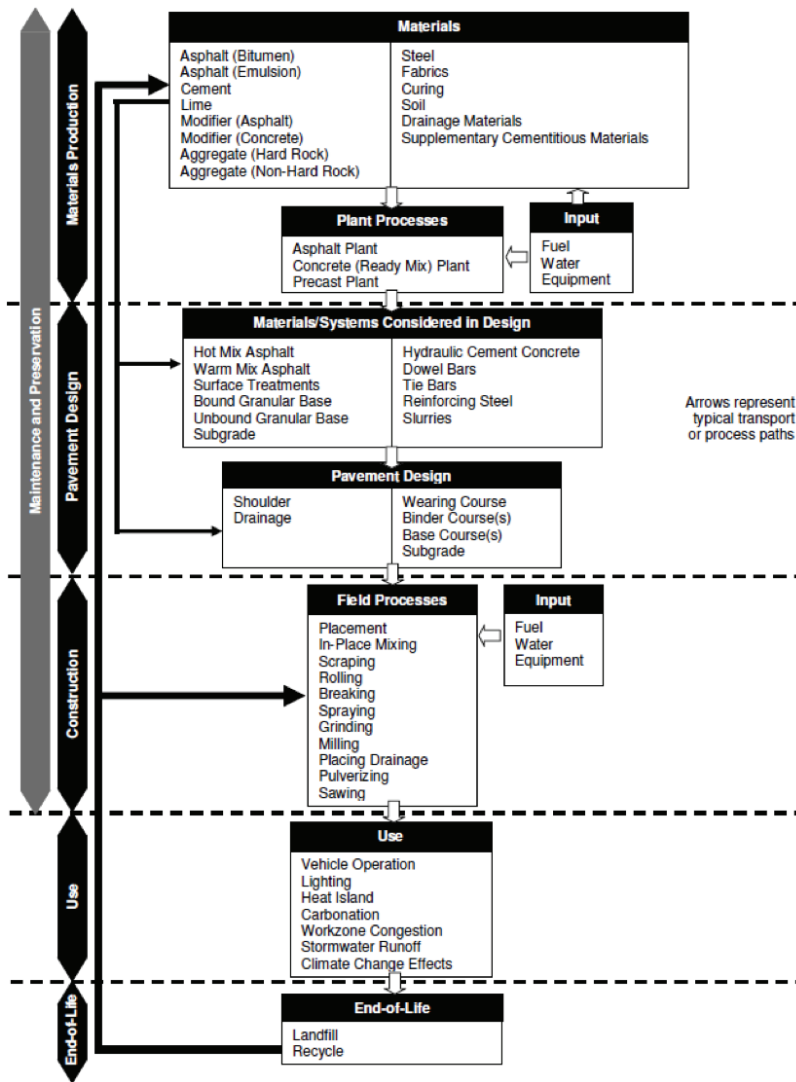 Materials
Asphalt (Bitumen)
Asphalt (Emulsion)
Cement
Lime
Modifier (Asphalt)
Modifier (Concrete)
Aggregate (Hard Rock)
Aggregate (Non-Hard Rock)
Steel
Fabrics
Curing
Soil
Drainage Materials
Supplementary Cementitious Materials
Materials Production
Maintenance and Preservation
Plant Processes
Asphalt Plant
Concrete (Ready Mix) Plant
Precast Plant
Input
Fuel
Water
Equipment
Pavement Design
Materials/Systems Considered in Design
Hot Mix Asphalt
Warm Mix Asphalt
Surface Treatments
Bound Granular Base
Unbound Granular Base
Subgrade
Hydraulic Cement Concrete
Dowel Bars
Tie Bars
Reinforcing Steel
Slurries
Arrows represent
typical transport
or process paths
Pavement Design
Shoulder
Drainage
Wearing Course
Binder Course(s)
Base Course(s)
Subgrade
Construction
Field Processes
Placement
In-Place Mixing
Scraping
Rolling
Breaking
Spraying
Grinding
Milling
Placing Drainage
Pulverizing
Sawing
Input
Fuel
Water
Equipment
Use
Use
Vehicle Operation
Lighting
Heat Island
Carbonation
Workzone Congestion
Stormwater Runoff
Climate Change Effects
End-of-Life
End-of-Life
Landfill
Recycle